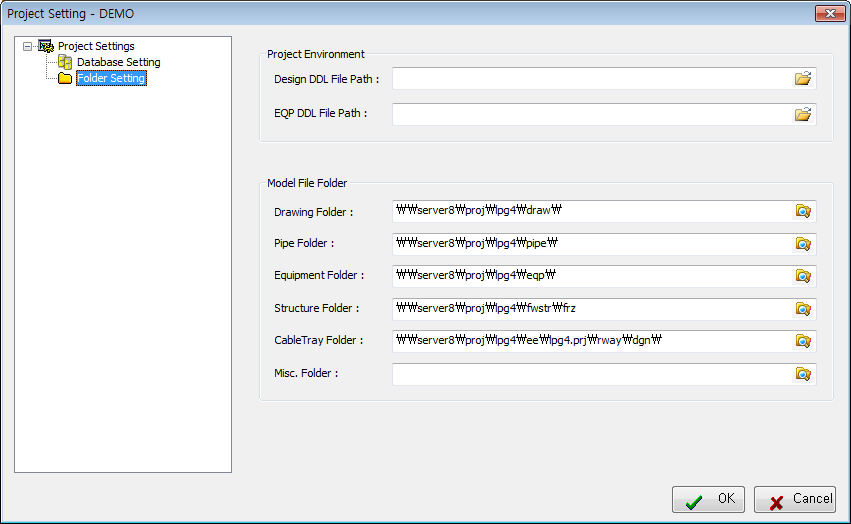 Project Setting - DEMO
Project Settings
Database Setting
Folder Setting
Project Environment
Design DDL File Path :
EQP DDL File Path :
Model File Folder
Drawing Folder : ₩₩server8₩proj₩lpg4₩draw₩
Pipe Folder : ₩₩server8₩proj₩lpg4₩pipe₩
Equipment Folder : ₩₩server8₩proj₩lpg4₩eqp₩
Structure Folder : ₩₩server8₩proj₩lpg4₩fwstr₩frz
CableTray Folder : ₩₩server8₩proj₩lpg4₩ee₩lpg4.prj₩rway₩dgn₩
Misc. Folder :
OK Cancel